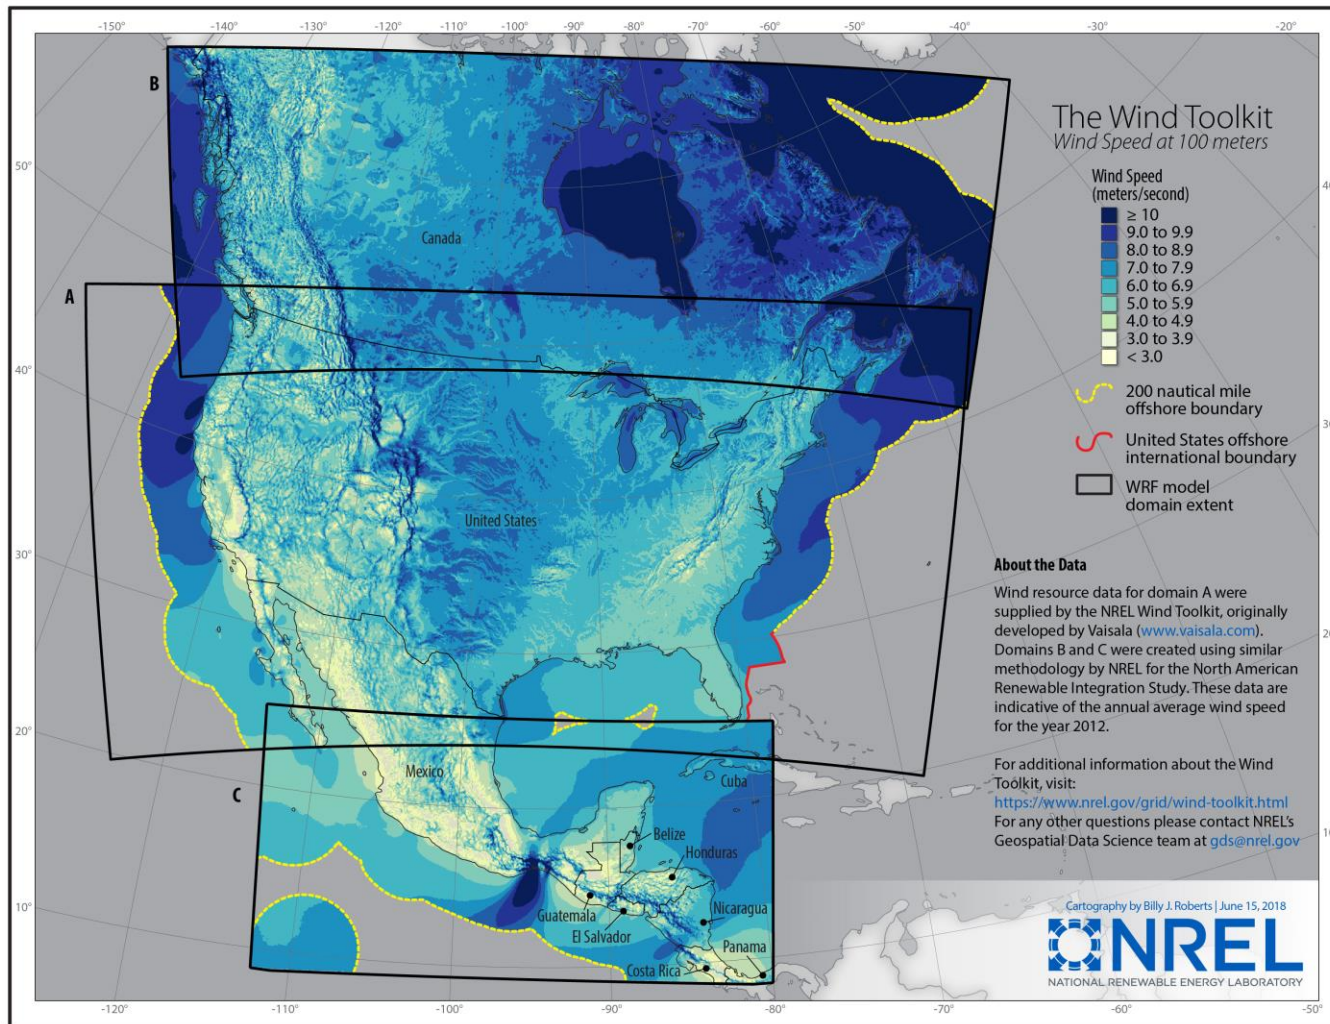 -150°
-140°
-130°
-120°
-110°
-100°
-90°
-80°
-70°
-60°
-50°
-40°
-30°
-20°
B
50°
40°
A
40°
30°
30°
20°
20°
10°
C
Canada
United States
Mexico
Cuba
Belize
Honduras
Guatemala
El Salvador
Nicaragua
Panama
Costa Rica
The Wind Toolkit
Wind Speed at 100 meters
Wind Speed
(meters/second)
≥ 10
9.0 to 9.9
8.0 to 8.9
7.0 to 7.9
6.0 to 6.9
5.0 to 5.9
4.0 to 4.9
3.0 to 3.9
< 3.0
200 nautical mile
offshore boundary
United States offshore
international boundary
WRF model
domain extent
About the Data
Wind resource data for domain A were
supplied by the NREL Wind Toolkit, originally
developed by Vaisala (www.vaisala.com).
Domains B and C were created using similar
methodology by NREL for the North American
Renewable Integration Study. These data are
indicative of the annual average wind speed
for the year 2012.
For additional information about the Wind
Toolkit, visit:
https://www.nrel.gov/grid/wind-toolkit.html
For any other questions please contact NREL's
Geospatial Data Science team at gds@nrel.gov
Cartography by Billy J. Roberts | June 15, 2018
NREL
NATIONAL RENEWABLE ENERGY LABORATORY
-120°
-110°
-100°
-90°
-80°
-70°
-60°
-50°